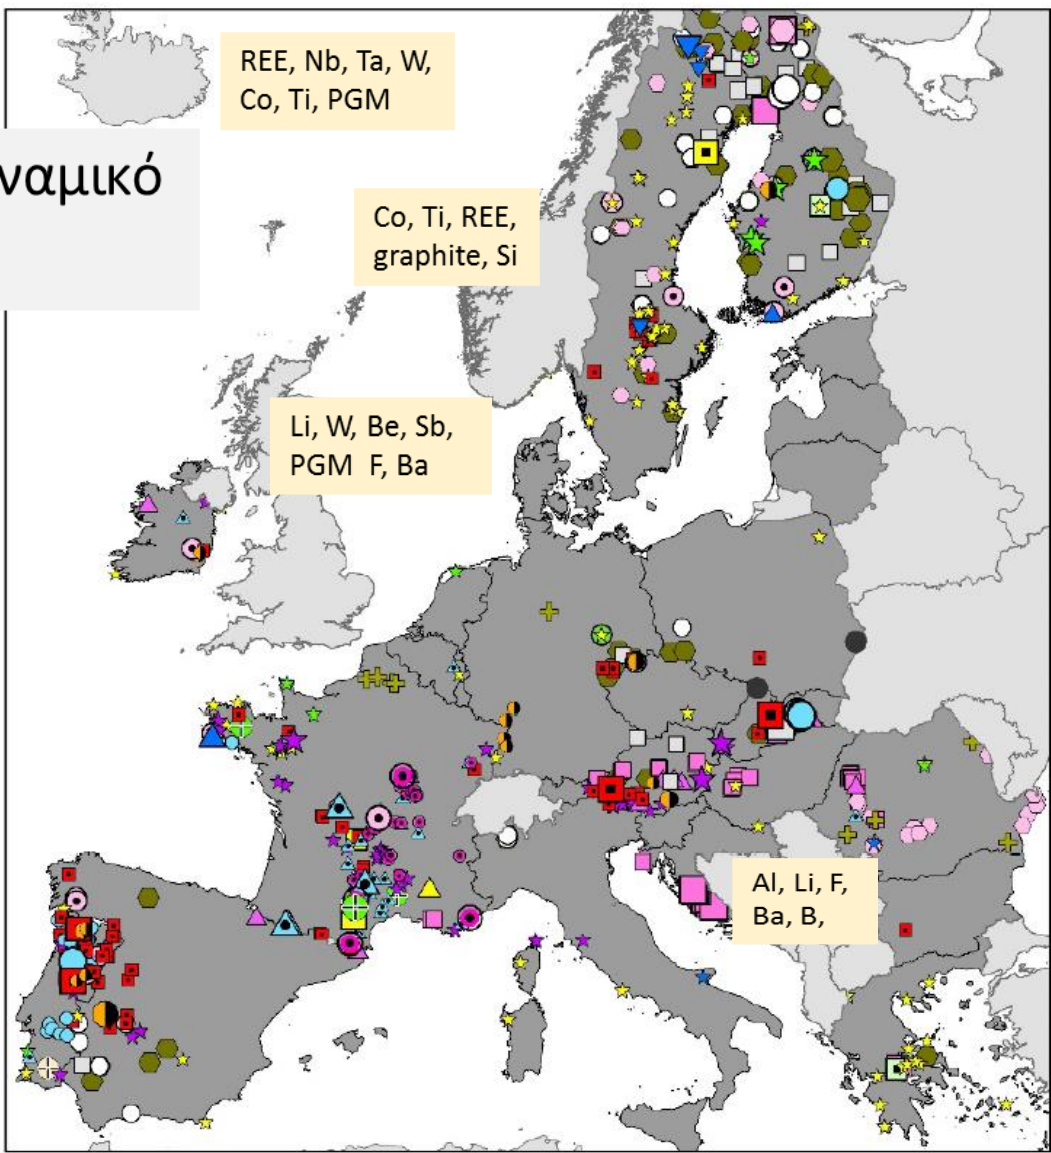 REE, Nb, Ta, W,
Co, Ti, PGM
ναμικό
Co, Ti, REE,
graphite, Si
Li, W, Be, Sb,
PGM F, Ba
Al, Li, F,
Ba, B,